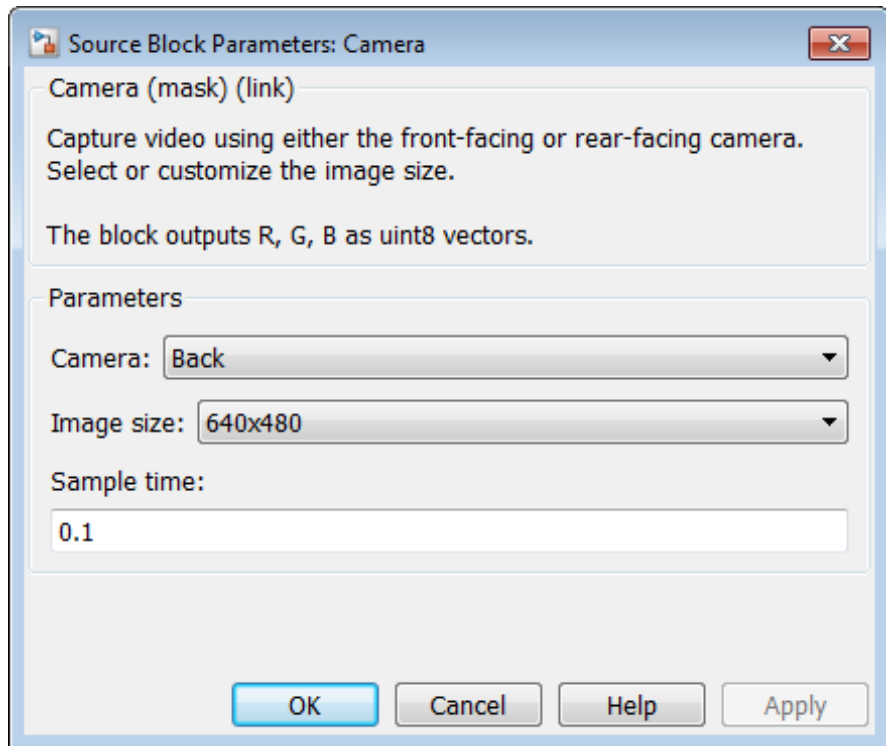 Source Block Parameters: Camera
Camera (mask) (link)
Capture video using either the front-facing or rear-facing camera.
Select or customize the image size.
The block outputs R, G, B as uint8 vectors.
Parameters
Camera: Back
Image size: 640x480
Sample time:
0.1
OK Cancel Help Apply